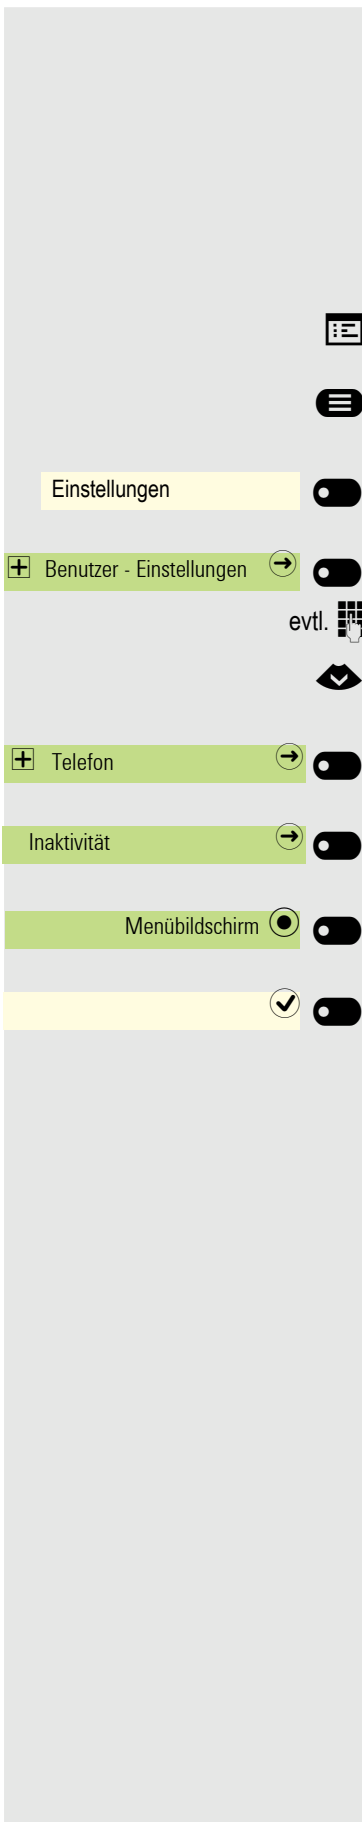 Einstellungen
Benutzer - Einstellungen
evtl.
Telefon
Inaktivität
Menübildschirm